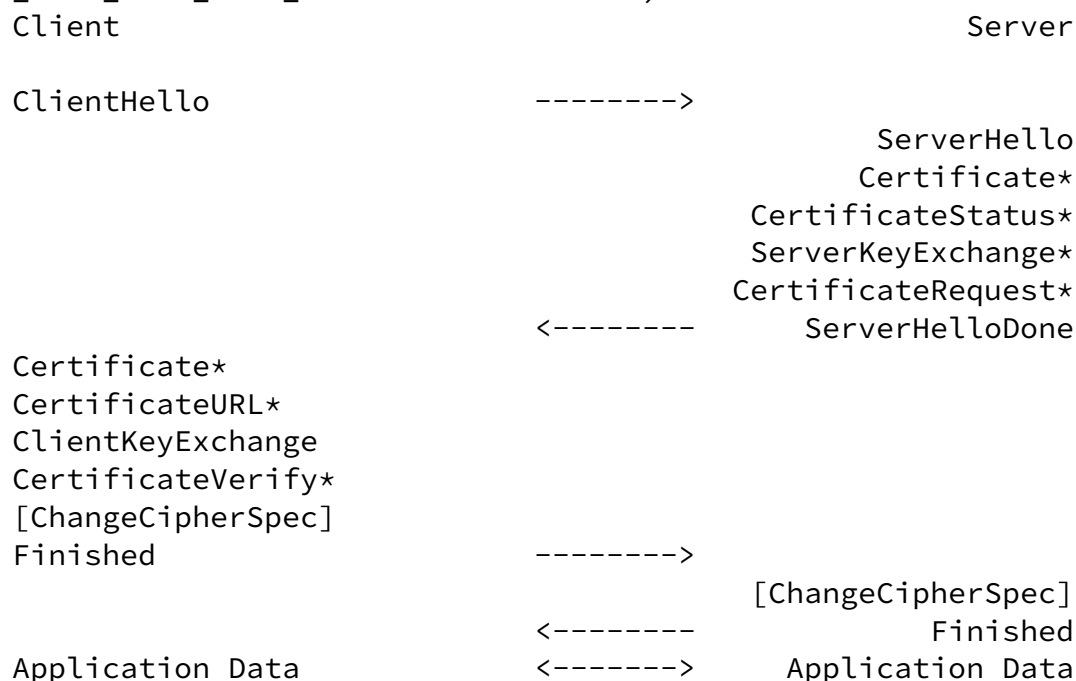 Client Server
ClientHello -------->
ServerHello
Certificate*
CertificateStatus*
ServerKeyExchange*
CertificateRequest*
<-------- ServerHelloDone
Certificate*
CertificateURL*
ClientKeyExchange
CertificateVerify*
[ChangeCipherSpec]
Finished -------->
[ChangeCipherSpec]
<-------- Finished
Application Data <-------> Application Data